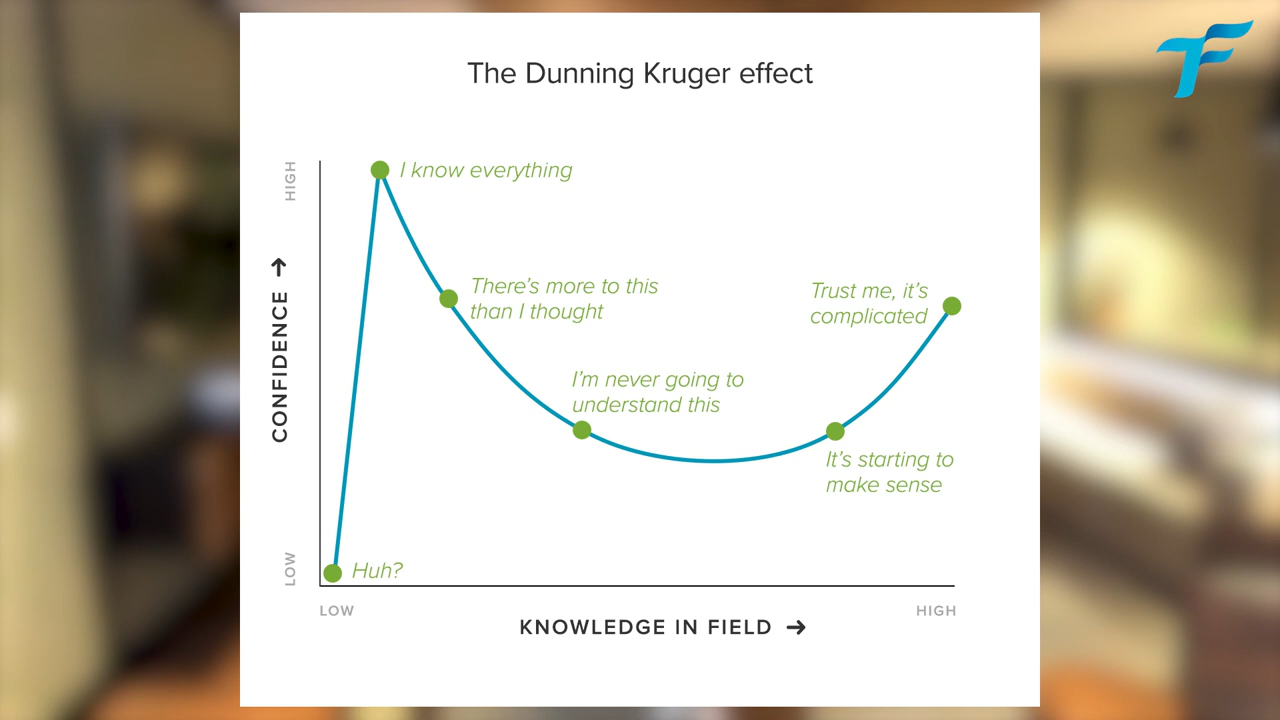 The Dunning Kruger effect
HIGH
I know everything
There's more to this
than I thought
Trust me, it's
complicated
CONFIDENCE →
I'm never going to
understand this
It's starting to
make sense
LOW
Huh?
LOW
HIGH
KNOWLEDGE IN FIELD →